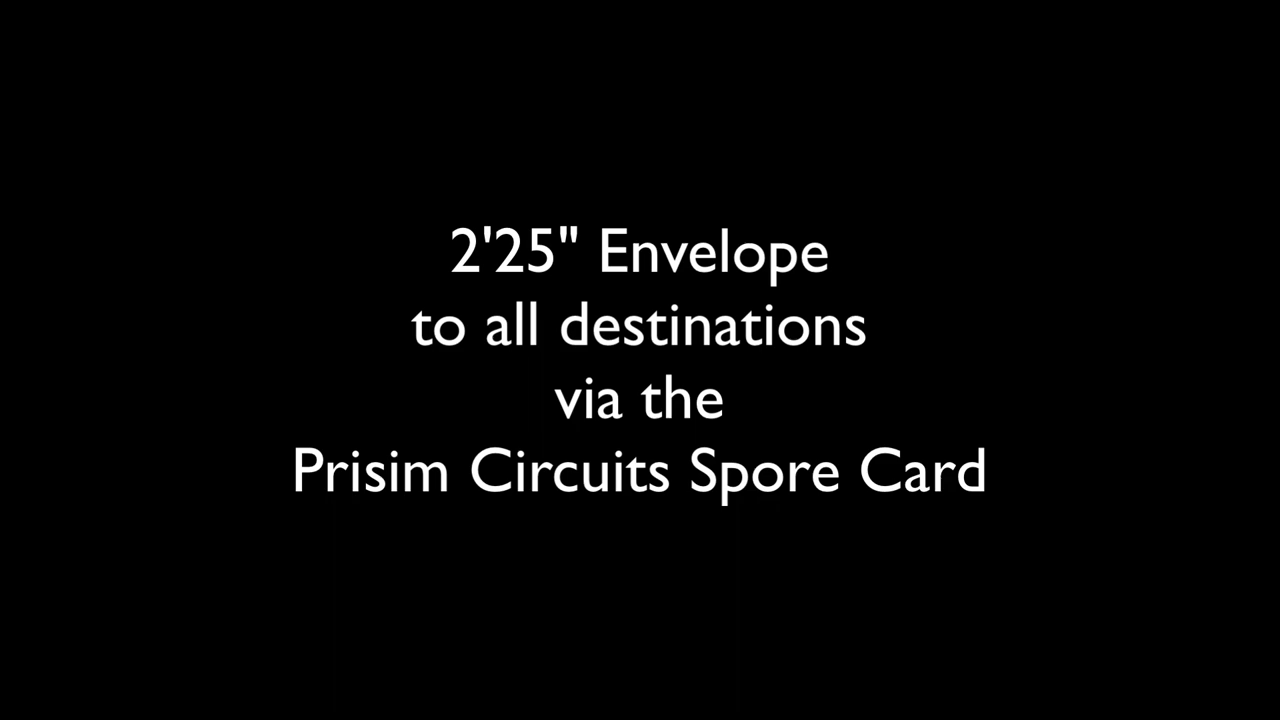 2'25" Envelope
to all destinations
via the
Prisim Circuits Spore Card